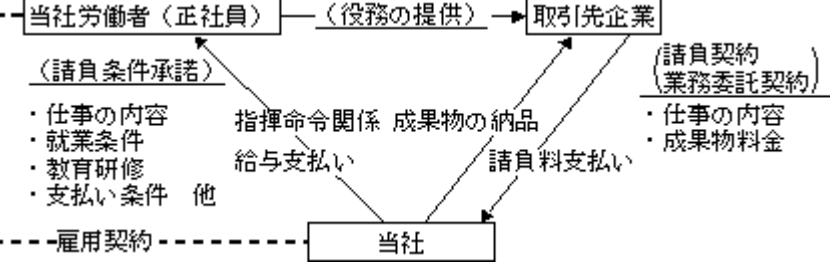 当社労働者（正社員）
（役務の提供）
取引先企業
（請負条件承諾）
・仕事の内容
・就業条件
・教育研修
・支払い条件　他
指揮命令関係
給与支払い
成果物の納品
請負料支払い
請負契約
業務委託契約
・仕事の内容
・成果物料金
雇用契約
当社